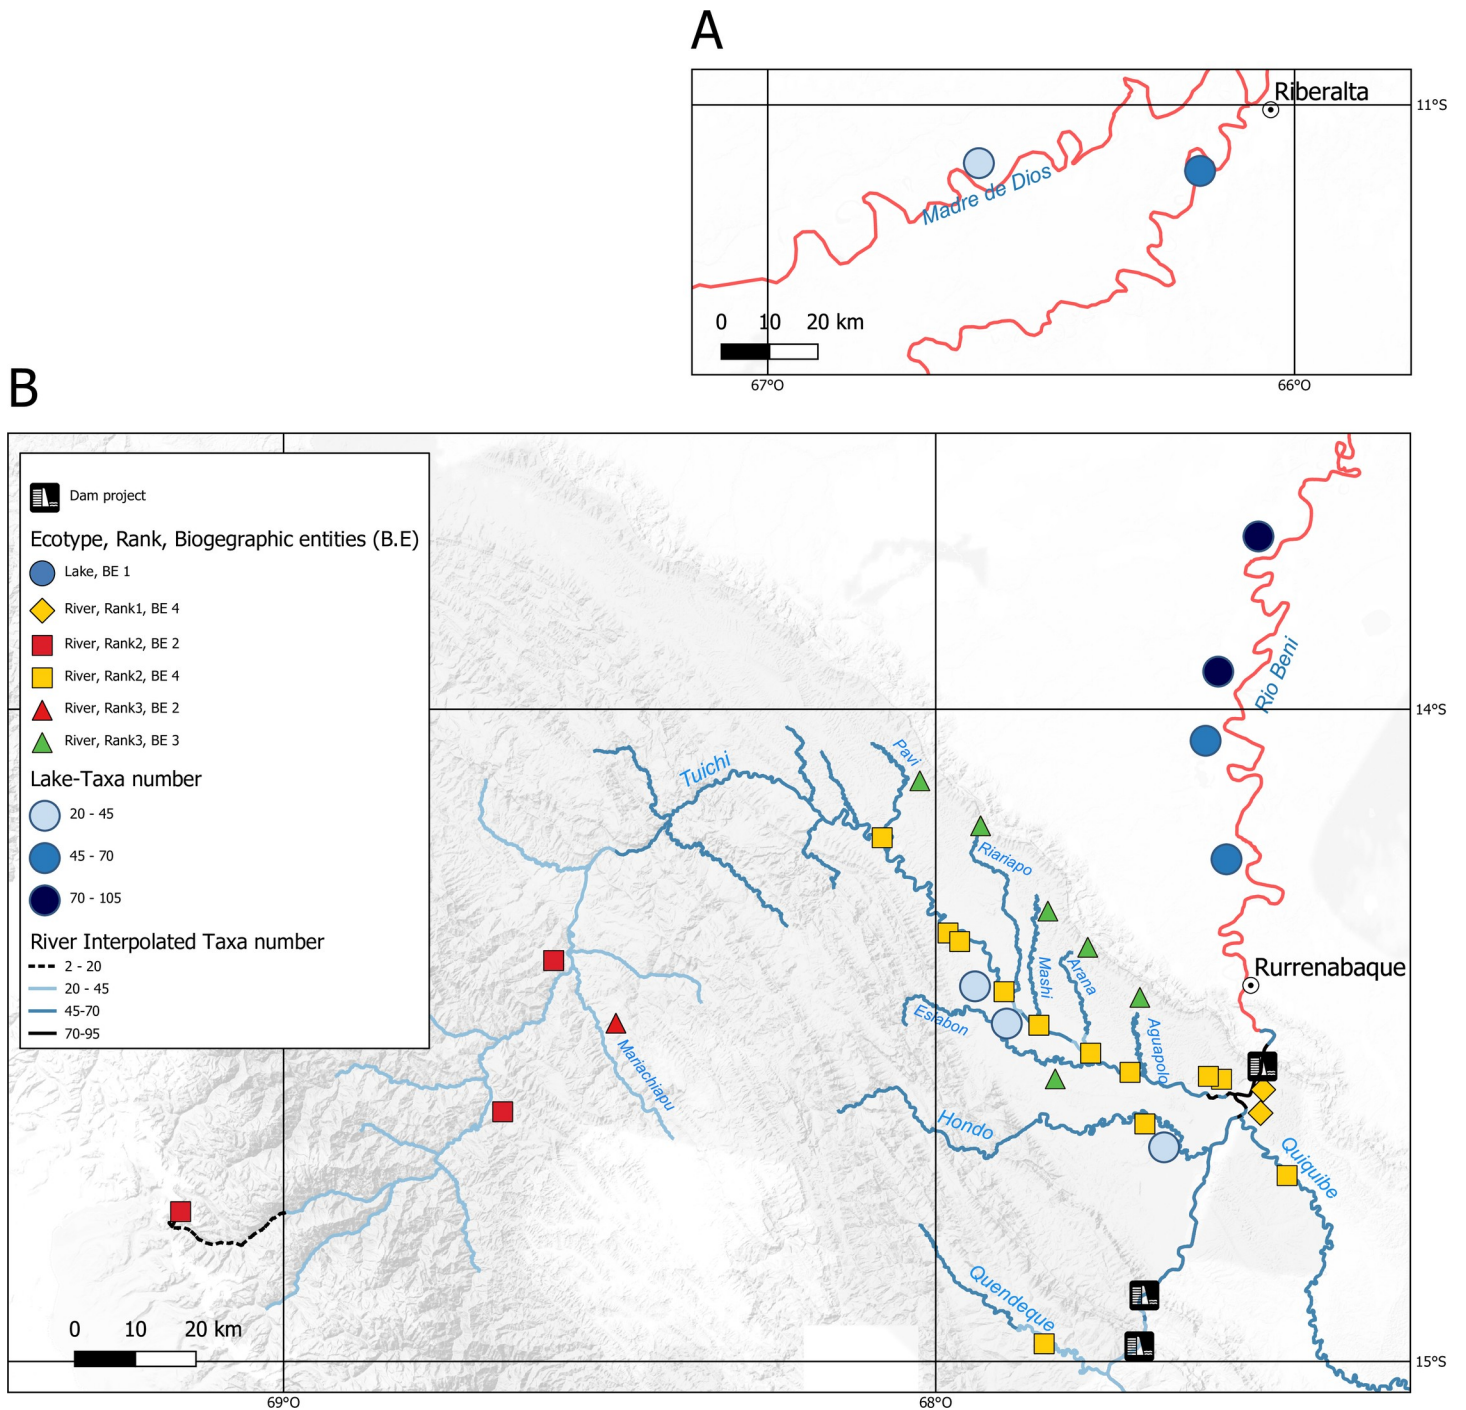 A
Riberalta
11°S
Madre de Dios
0 10 20 km
67°O
66°O
B
Dam project
Ecotype, Rank, Biogegraphic entities (B.E)
Lake, BE 1
River, Rank1, BE 4
River, Rank2, BE 2
River, Rank2, BE 4
River, Rank3, BE 2
River, Rank3, BE 3
Lake-Taxa number
20 - 45
45 - 70
70 - 105
River Interpolated Taxa number
2 - 20
20 - 45
45-70
70-95
Rio Beni
14°S
Tuichi
Pavi
Riariapo
Mashi
Arana
Rurrenabaque
Eslabon
Aguapolo
Mariachiapu
Hondo
Quiquibe
Quendeque
0 10 20 km
15°S
69°O
68°O